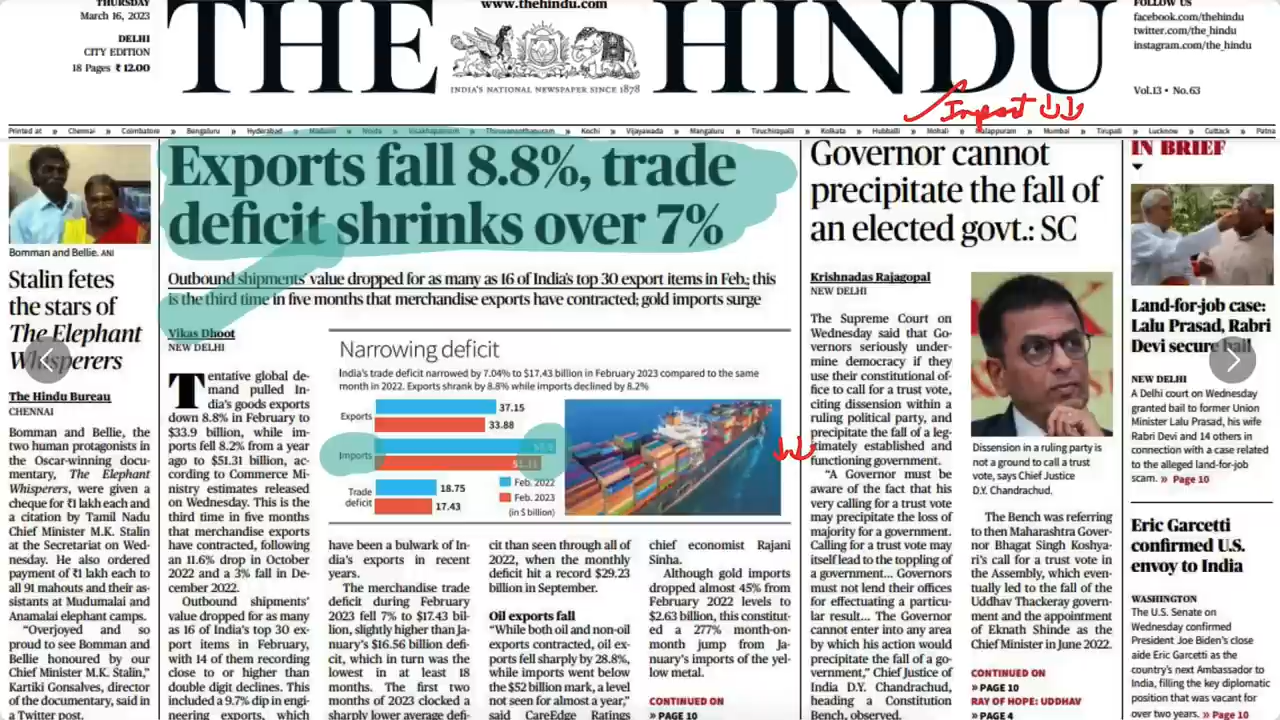 THURSDAY
March 16, 2023
DELHI
CITY EDITION
18 Pages ₹ 12.00
www.thehindu.com
THE HINDU
INDIA'S NATIONAL NEWSPAPER SINCE 1878
FOLLOW US
facebook.com/thehindu
twitter.com/the_hindu
instagram.com/the_hindu
Vol.13 • No.63
Import
Printed at » Chennai » Coimbatore » Bengaluru » Hyderabad » Madurai » Noida » Visakhapatnam » Thiruvananthapuram » Kochi » Vijayawada » Mangaluru » Tiruchirapalli » Kolkata » Hubballi » Mohali » Malappuram » Mumbai » Tirupati » Lucknow » Cuttack » Patna
Bomman and Bellie. ANI
Stalin fetes
the stars of
The Elephant
Whisperers
The Hindu Bureau
CHENNAI
Bomman and Bellie, the
two human protagonists in
the Oscar-winning docu-
mentary, The Elephant
Whisperers, were given a
cheque for ₹1 lakh each and
a citation by Tamil Nadu
Chief Minister M.K. Stalin
at the Secretariat on Wed-
nesday. He also ordered
payment of ₹1 lakh each to
all 91 mahouts and their as-
sistants at Mudumalai and
Anamalai elephant camps.
"Overjoyed and so
proud to see Bomman and
Bellie honoured by our
Chief Minister M.K. Stalin,"
Kartiki Gonsalves, director
of the documentary, said in
a Twitter post.
Exports fall 8.8%, trade
deficit shrinks over 7%
Outbound shipments' value dropped for as many as 16 of India's top 30 export items in Feb.; this
is the third time in five months that merchandise exports have contracted; gold imports surge
Vikas Dhoot
NEW DELHI
Tentative global de-
mand pulled In-
dia's goods exports
down 8.8% in February to
$33.9 billion, while im-
ports fell 8.2% from a year
ago to $51.31 billion, ac-
cording to Commerce Mi-
nistry estimates released
on Wednesday. This is the
third time in five months
that merchandise exports
have contracted, following
an 11.6% drop in October
2022 and a 3% fall in De-
cember 2022.
Outbound shipments'
value dropped for as many
as 16 of India's top 30 ex-
port items in February,
with 14 of them recording
close to or higher than
double digit declines. This
included a 9.7% dip in engi-
neering exports, which
Narrowing deficit
India's trade deficit narrowed by 7.04% to $17.43 billion in February 2023 compared to the same
month in 2022. Exports shrank by 8.8% while imports declined by 8.2%
Exports
37.15
33.88
Imports
51.31
Trade
deficit
18.75
17.43
Feb. 2022
Feb. 2023
(in $ billion)
have been a bulwark of In-
dia's exports in recent
years.
The merchandise trade
deficit during February
2023 fell 7% to $17.43 bil-
lion, slightly higher than Ja-
nuary's $16.56 billion
deficit, which in turn was the
lowest in at least 18
months. The first two
months of 2023 clocked a
sharply lower average defi-
cit than seen through all of
2022, when the monthly
deficit hit a record $29.23
billion in September.
Oil exports fall
"While both oil and non-oil
exports contracted, oil ex-
ports fell sharply by 28.8%,
while imports went below
the $52 billion mark, a level
not seen for almost a year,"
said CareEdge Ratings
chief economist Rajani
Sinha.
Although gold imports
dropped almost 45% from
February 2022 levels to
$2.63 billion, this constitut-
ed a 277% month-on-
month jump from Ja-
nuary's imports of the yel-
low metal.
CONTINUED ON
» PAGE 10
Governor cannot
precipitate the fall of
an elected govt.: SC
Krishnadas Rajagopal
NEW DELHI
The Supreme Court on
Wednesday said that Go-
vernors seriously under-
mine democracy if they
use their constitutional of-
fice to call for a trust vote,
citing dissension within a
ruling political party, and
precipitate the fall of a le-
gitimately established and
functioning government.
"A Governor must be
aware of the fact that his
very calling for a trust vote
may precipitate the loss of
majority for a government.
Calling for a trust vote may
itself lead to the toppling of
a government... Governors
must not lend their offices
for effectuating a particu-
lar result... The Governor
cannot enter into any area
by which his action would
precipitate the fall of a go-
vernment," Chief Justice of
India D.Y. Chandrachud,
heading a Constitution
Bench, observed.
Dissension in a ruling party is
not a ground to call a trust
vote, says Chief Justice
D.Y. Chandrachud.
The Bench was referring
to then Maharashtra Gover-
nor Bhagat Singh Koshya-
ri's call for a trust vote in
the Assembly, which even-
tually led to the fall of the
Uddhav Thackeray govern-
ment and the appointment
of Eknath Shinde as the
Chief Minister in June 2022.
CONTINUED ON
» PAGE 10
RAY OF HOPE: UDDHAV
» PAGE 4
IN BRIEF
Land-for-job case:
Lalu Prasad, Rabri
Devi secure bail
NEW DELHI
A Delhi court on Wednesday
granted bail to former Union
Minister Lalu Prasad, his wife
Rabri Devi and 14 others in
connection with a case related
to the alleged land-for-job
scam. » Page 10
Eric Garcetti
confirmed U.S.
envoy to India
WASHINGTON
The U.S. Senate on
Wednesday confirmed
President Joe Biden's close
aide Eric Garcetti as the
country's next Ambassador to
India, filling the key diplomatic
position that was vacant for
over two years. » Page 10